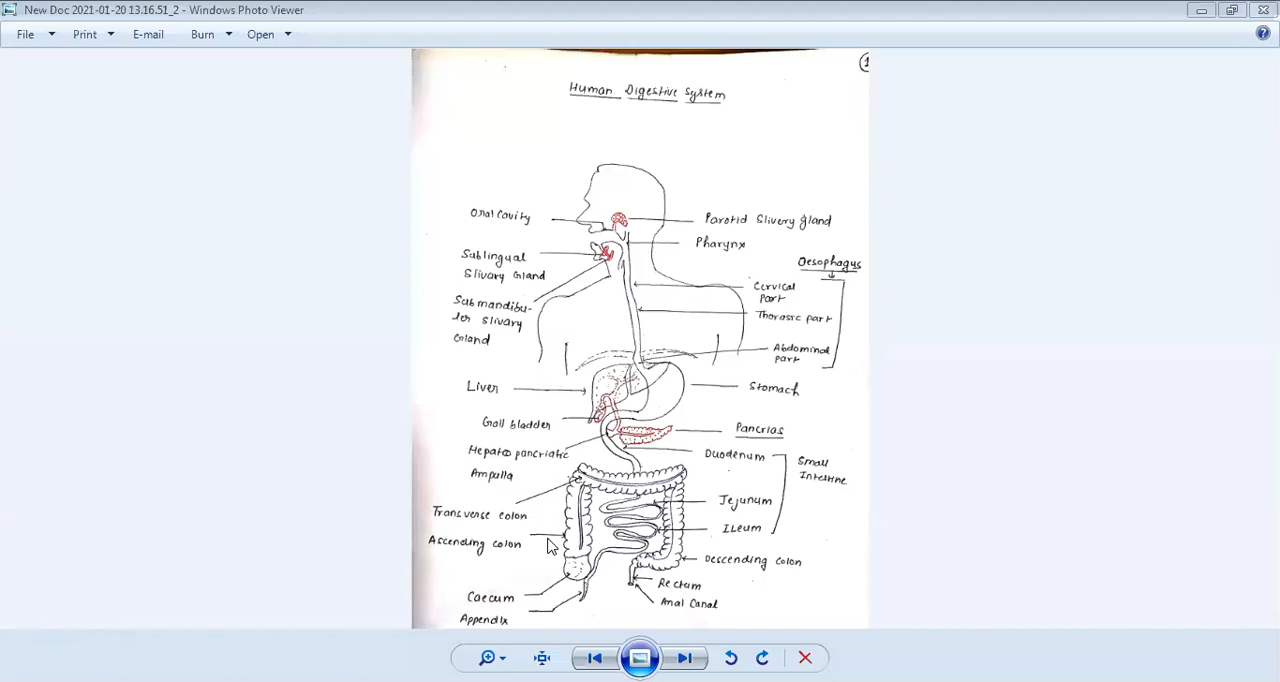 New Doc 2021-01-20 13.16.51_2 - Windows Photo Viewer
File Print E-mail Burn Open
1
Human Digestive System
Oral cavity
Parotid Slivery gland
Pharynx
Sublingual
Slivary Gland
Oesophagus
Cervical
Part
Submandibu-
ler Slivary
Gland
Thorasic part
Abdominal
part
Liver
Stomach
Gall bladder
Pancrias
Hepato pancriatic
Ampulla
Duodenum
Small
Intestine
Jejunum
Transverse colon
Ileum
Ascending colon
Descending colon
Rectum
Caecum
Anal Canal
Appendix